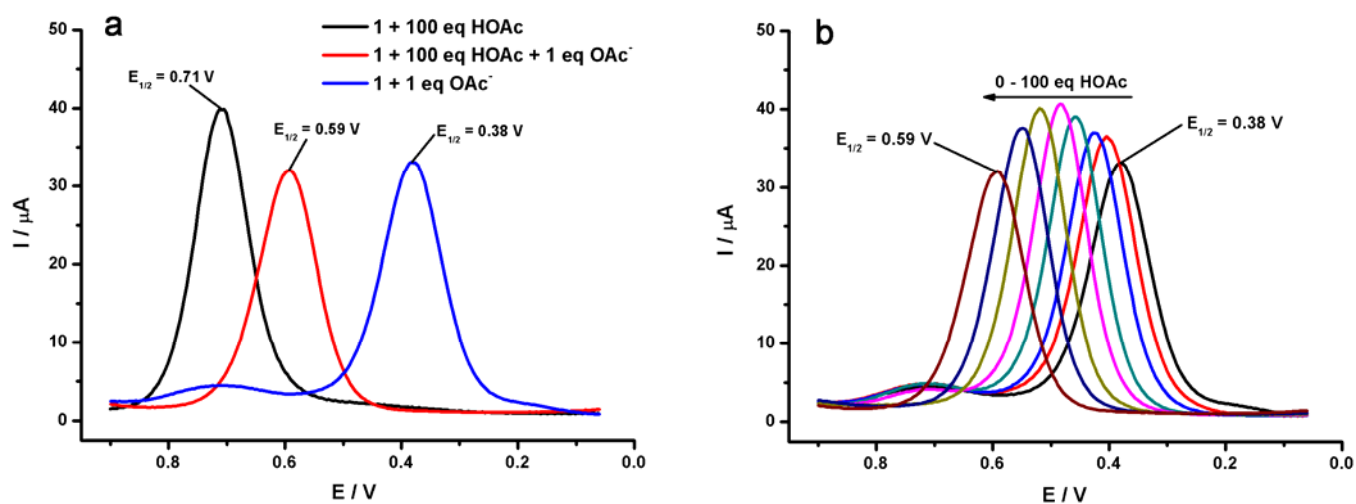 a
1 + 100 eq HOAc
1 + 100 eq HOAc + 1 eq OAc⁻
1 + 1 eq OAc⁻
E1/2 = 0.71 V
E1/2 = 0.59 V
E1/2 = 0.38 V
50
40
30
20
10
0
I / μA
0.8
0.6
0.4
0.2
0.0
E / V
b
0 - 100 eq HOAc
E1/2 = 0.59 V
E1/2 = 0.38 V
50
40
30
20
10
0
I / μA
0.8
0.6
0.4
0.2
0.0
E / V